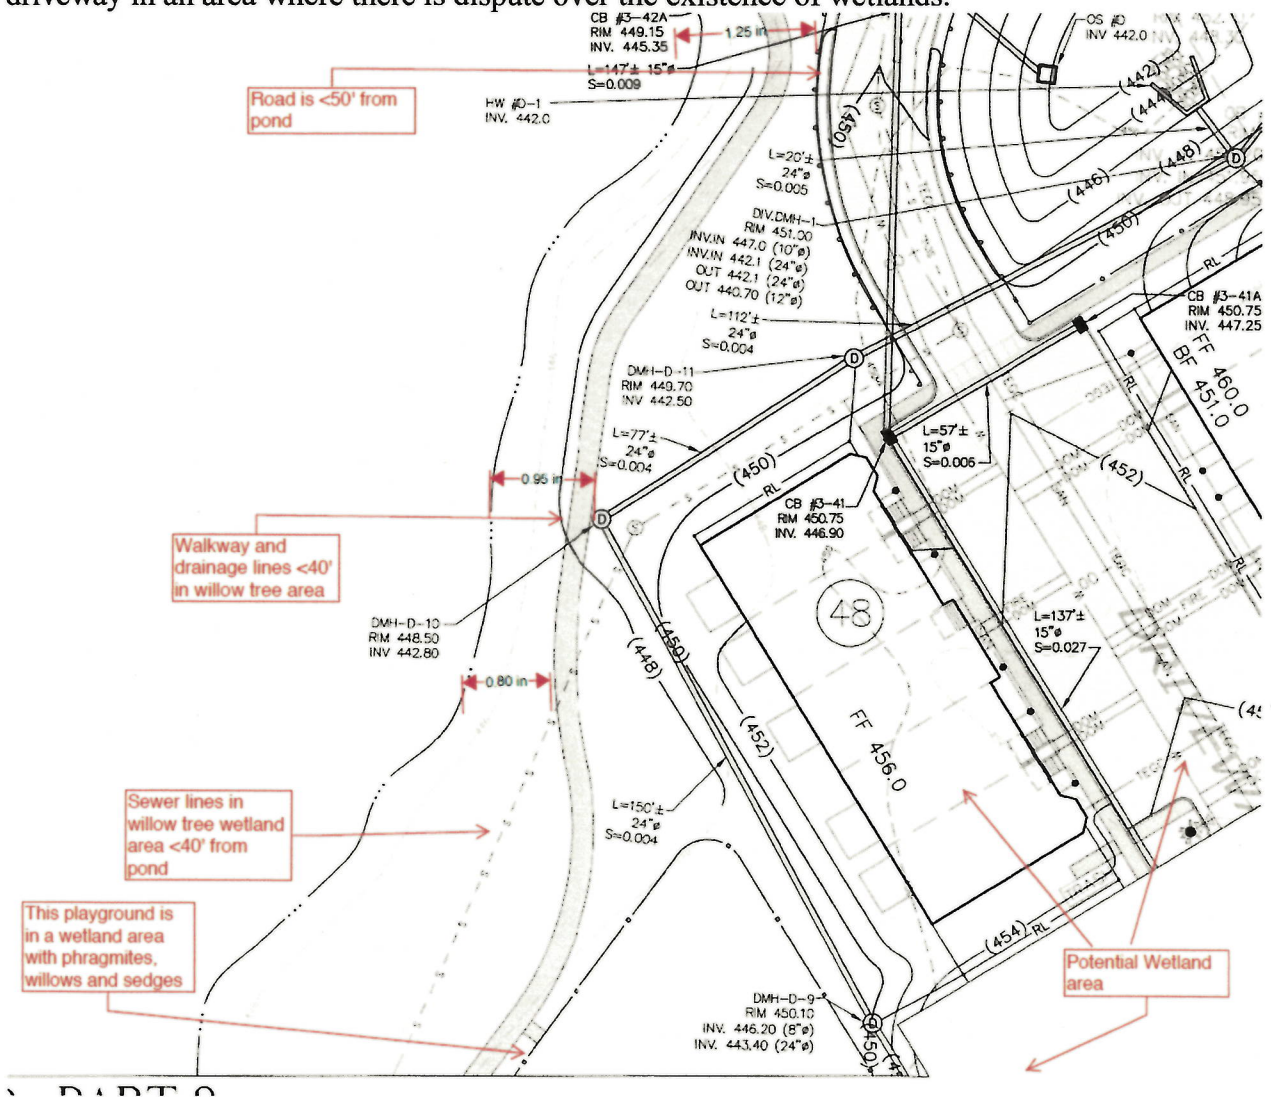 driveway in an area where there is dispute over the existence of wetlands.
CB #3-42A
RIM 449.15
INV. 445.35
1.25 in
L=147'± 15"ø
S=0.009
OS #D
INV 442.0
Road is <50' from
pond
HW #D-1
INV. 442.0
(442)
(444)
(450)
L=20'±
24"ø
S=0.005
(448)
(446)
(450)
D
DIV.DMH-1
RIM 451.00
INV.IN 447.0 (10"ø)
INV.IN 442.1 (24"ø)
OUT 442.1 (24"ø)
OUT 440.70 (12"ø)
RL
CB #3-41A
RIM 450.75
INV. 447.25
L=112'±
24"ø
S=0.004
D
DMH-D-11
RIM 449.70
INV 442.50
FF 460.0
BF 451.0
RL
L=77'±
24"ø
S=0.004
L=57'±
15"ø
S=0.006
(450)
RL
(452)
RL
0.95 in
CB #3-41
RIM 450.75
INV. 446.90
D
S
Walkway and
drainage lines <40'
in willow tree area
RL
48
DMH-D-10
RIM 448.50
INV 442.80
L=137'±
15"ø
S=0.027
(448)
(450)
0.80 in
(452)
FF 456.0
DRIVEWAY
Sewer lines in
willow tree wetland
area <40' from
pond
L=150'±
24"ø
S=0.004
This playground is
in a wetland area
with phragmites,
willows and sedges
(454)
RL
Potential Wetland
area
DMH-D-9
RIM 450.10
INV. 446.20 (8"ø)
INV. 443.40 (24"ø)
D
(450)
PART